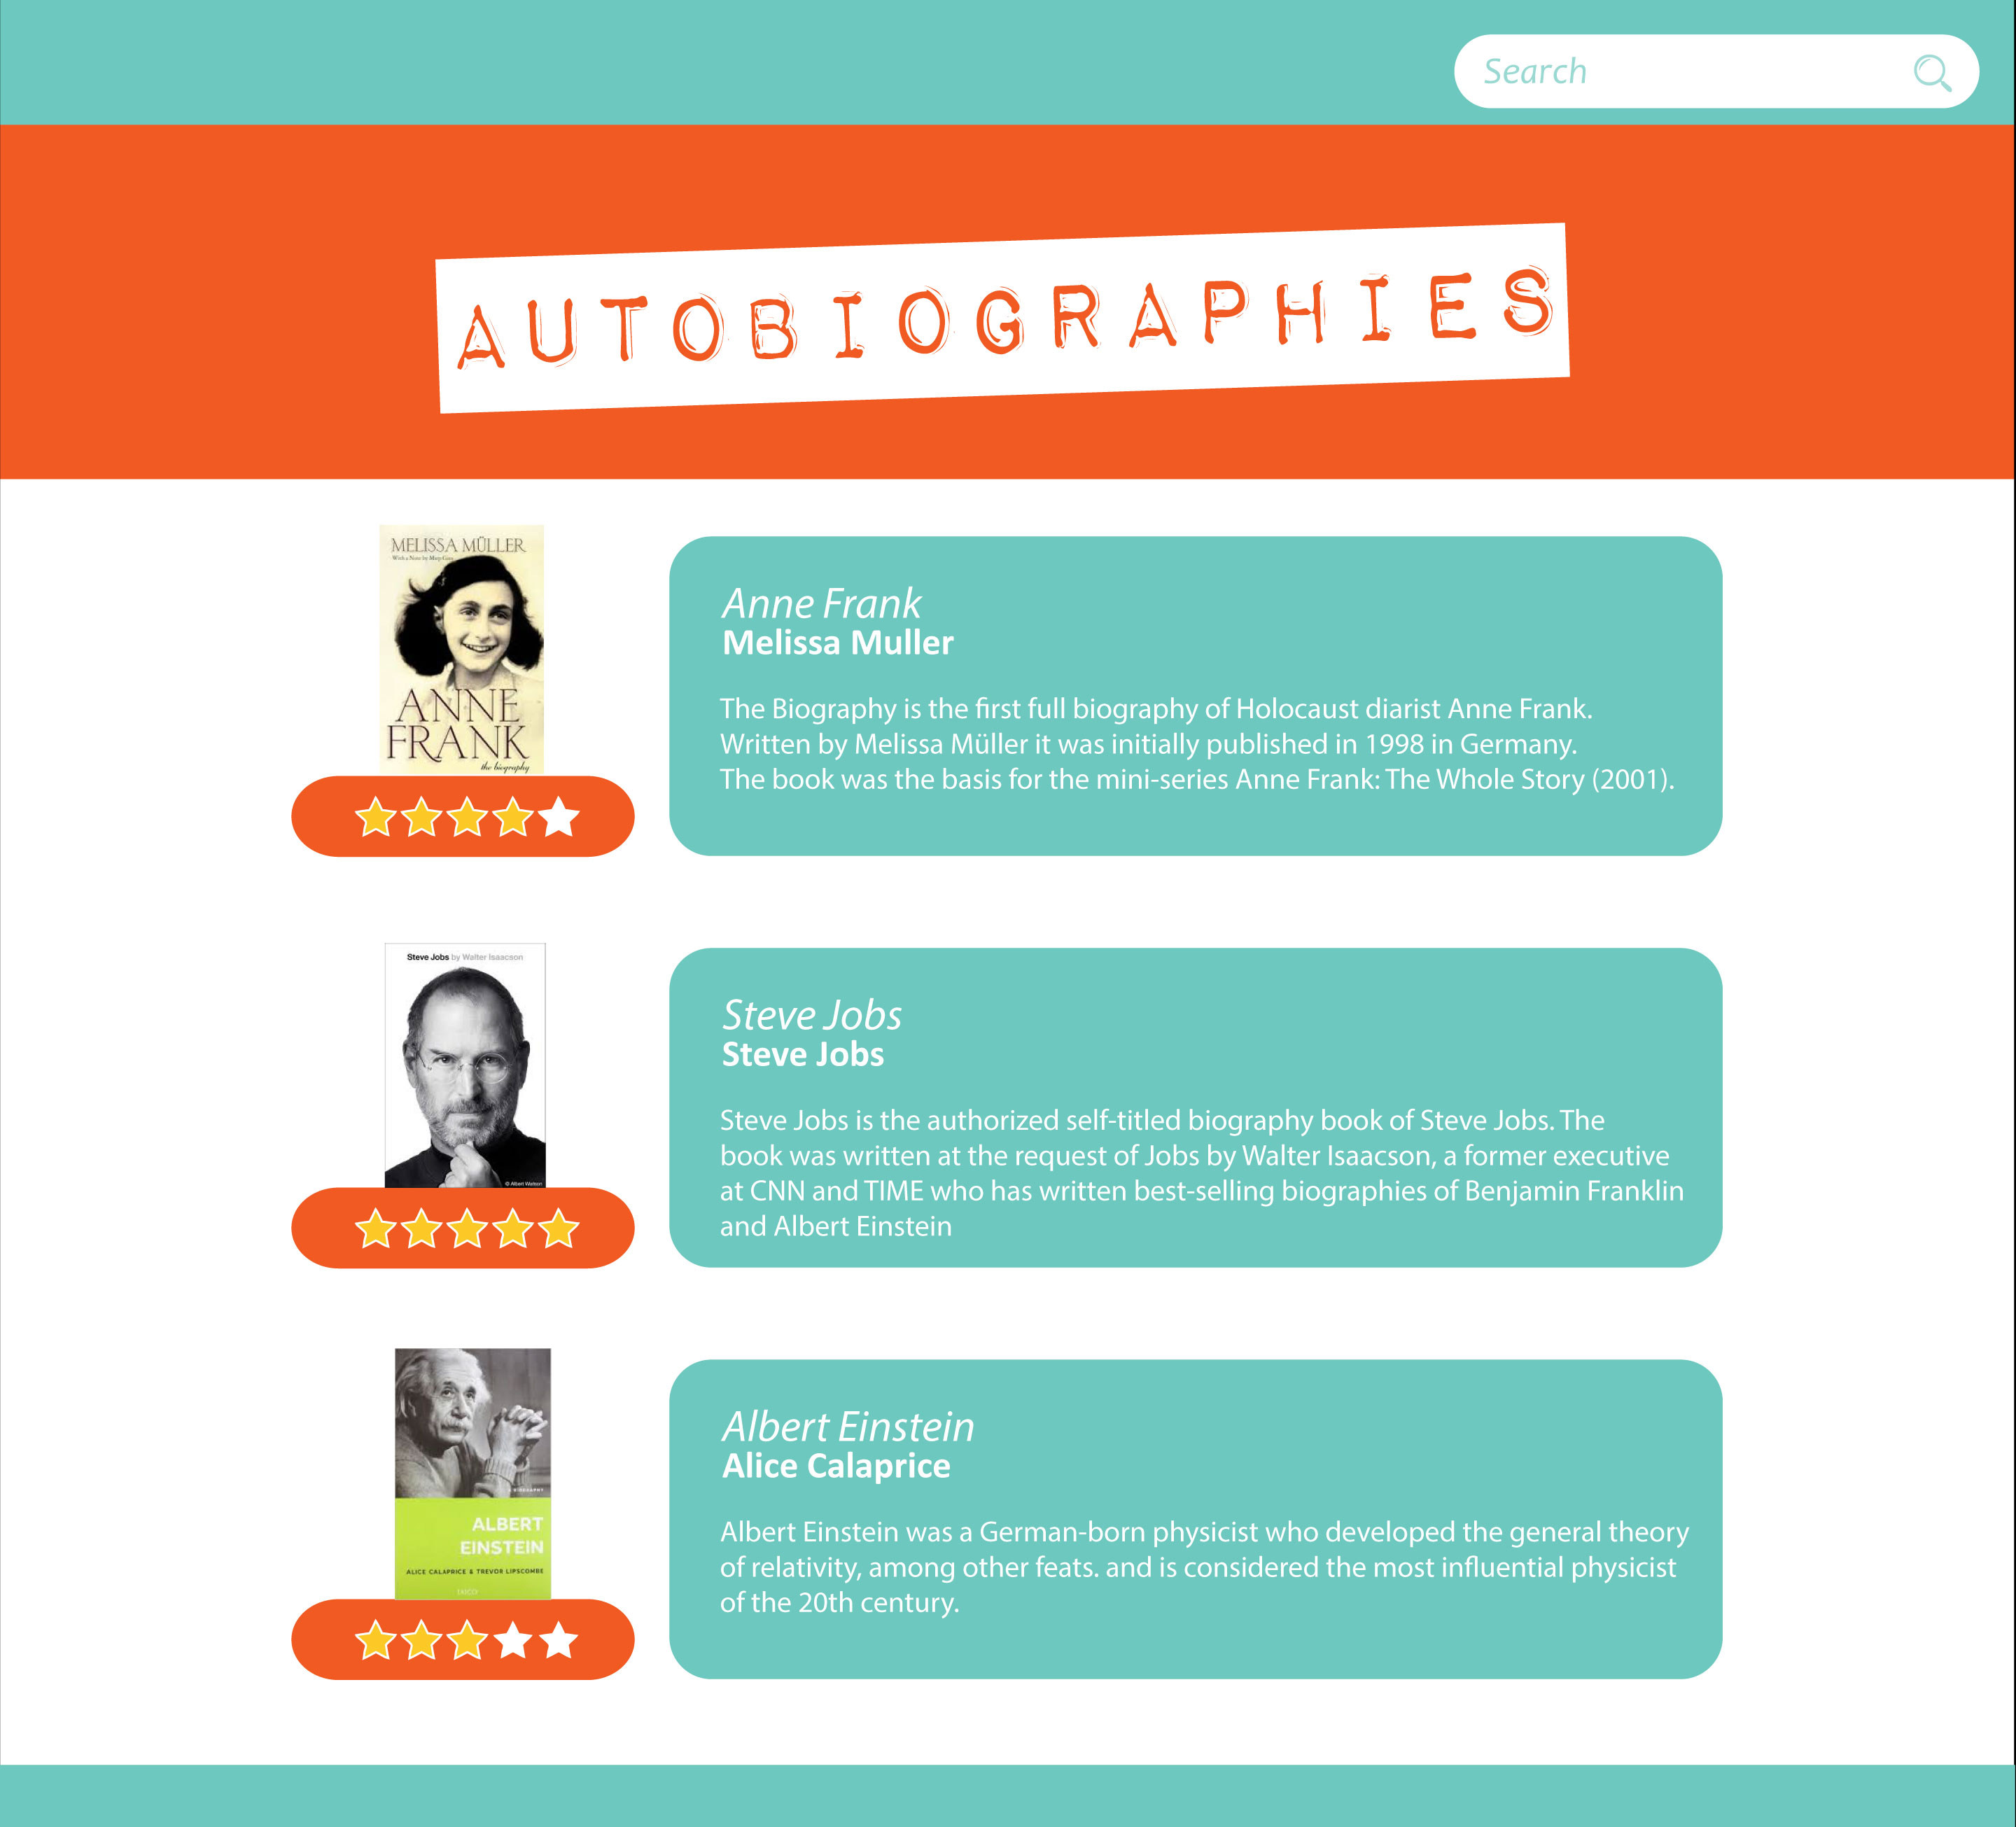 Search
AUTOBIOGRAPHIES
MELISSA MÜLLER
With a Note by Miep Gies
ANNE
FRANK
the biography
Anne Frank
Melissa Muller
The Biography is the first full biography of Holocaust diarist Anne Frank.
Written by Melissa Müller it was initially published in 1998 in Germany.
The book was the basis for the mini-series Anne Frank: The Whole Story (2001).
Steve Jobs by Walter Isaacson
© Albert Watson
Steve Jobs
Steve Jobs
Steve Jobs is the authorized self-titled biography book of Steve Jobs. The
book was written at the request of Jobs by Walter Isaacson, a former executive
at CNN and TIME who has written best-selling biographies of Benjamin Franklin
and Albert Einstein
BIOGRAPHY
ALBERT
EINSTEIN
ALICE CALAPRICE & TREVOR LIPSCOMBE
Albert Einstein
Alice Calaprice
Albert Einstein was a German-born physicist who developed the general theory
of relativity, among other feats. and is considered the most influential physicist
of the 20th century.